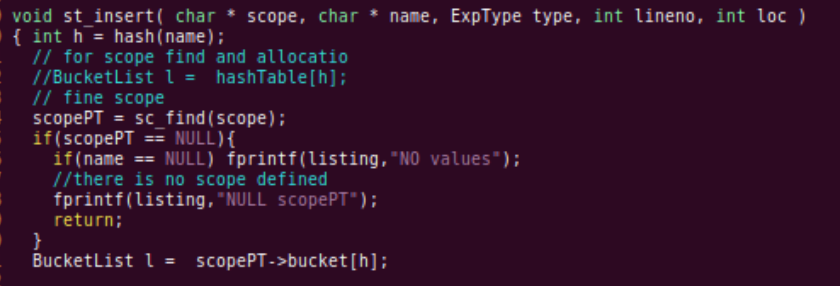 void st_insert( char * scope, char * name, ExpType type, int lineno, int loc )
{ int h = hash(name);
// for scope find and allocatio
//BucketList l =  hashTable[h];
// fine scope
scopePT = sc_find(scope);
if(scopePT == NULL){
if(name == NULL) fprintf(listing,"NO values");
//there is no scope defined
fprintf(listing,"NULL scopePT");
return;
}
BucketList l =  scopePT->bucket[h];